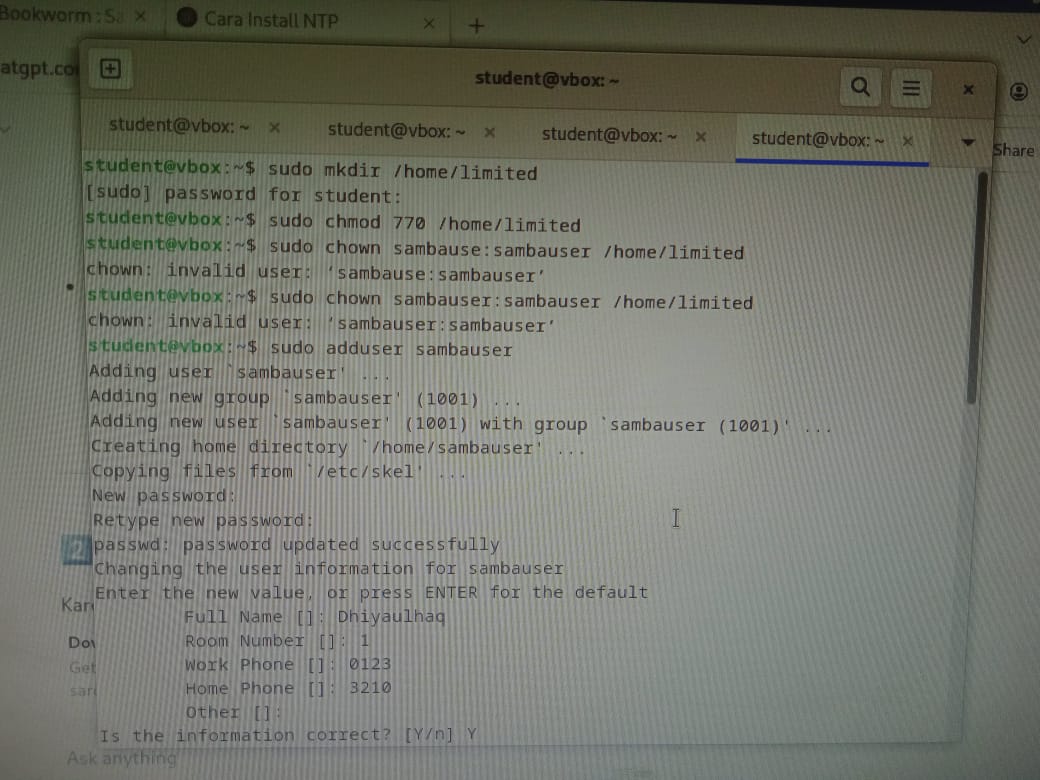 Bookworm : Sa × Cara Install NTP × +
atgpt.co
student@vbox: ~
Share
student@vbox: ~ × student@vbox: ~ × student@vbox: ~ × student@vbox: ~ ×
student@vbox:~$ sudo mkdir /home/limited
[sudo] password for student:
student@vbox:~$ sudo chmod 770 /home/limited
student@vbox:~$ sudo chown sambause:sambauser /home/limited
chown: invalid user: ‘sambause:sambauser’
student@vbox:~$ sudo chown sambauser:sambauser /home/limited
chown: invalid user: ‘sambauser:sambauser’
student@vbox:~$ sudo adduser sambauser
Adding user `sambauser' ...
Adding new group `sambauser' (1001) ...
Adding new user `sambauser' (1001) with group `sambauser (1001)' ...
Creating home directory `/home/sambauser' ...
Copying files from `/etc/skel' ...
New password:
Retype new password:
2
passwd: password updated successfully
Changing the user information for sambauser
Enter the new value, or press ENTER for the default
Kar
Full Name []: Dhiyaulhaq
Room Number []: 1
Work Phone []: 0123
Home Phone []: 3210
Other []:
Is the information correct? [Y/n] Y
Get
Ask anything